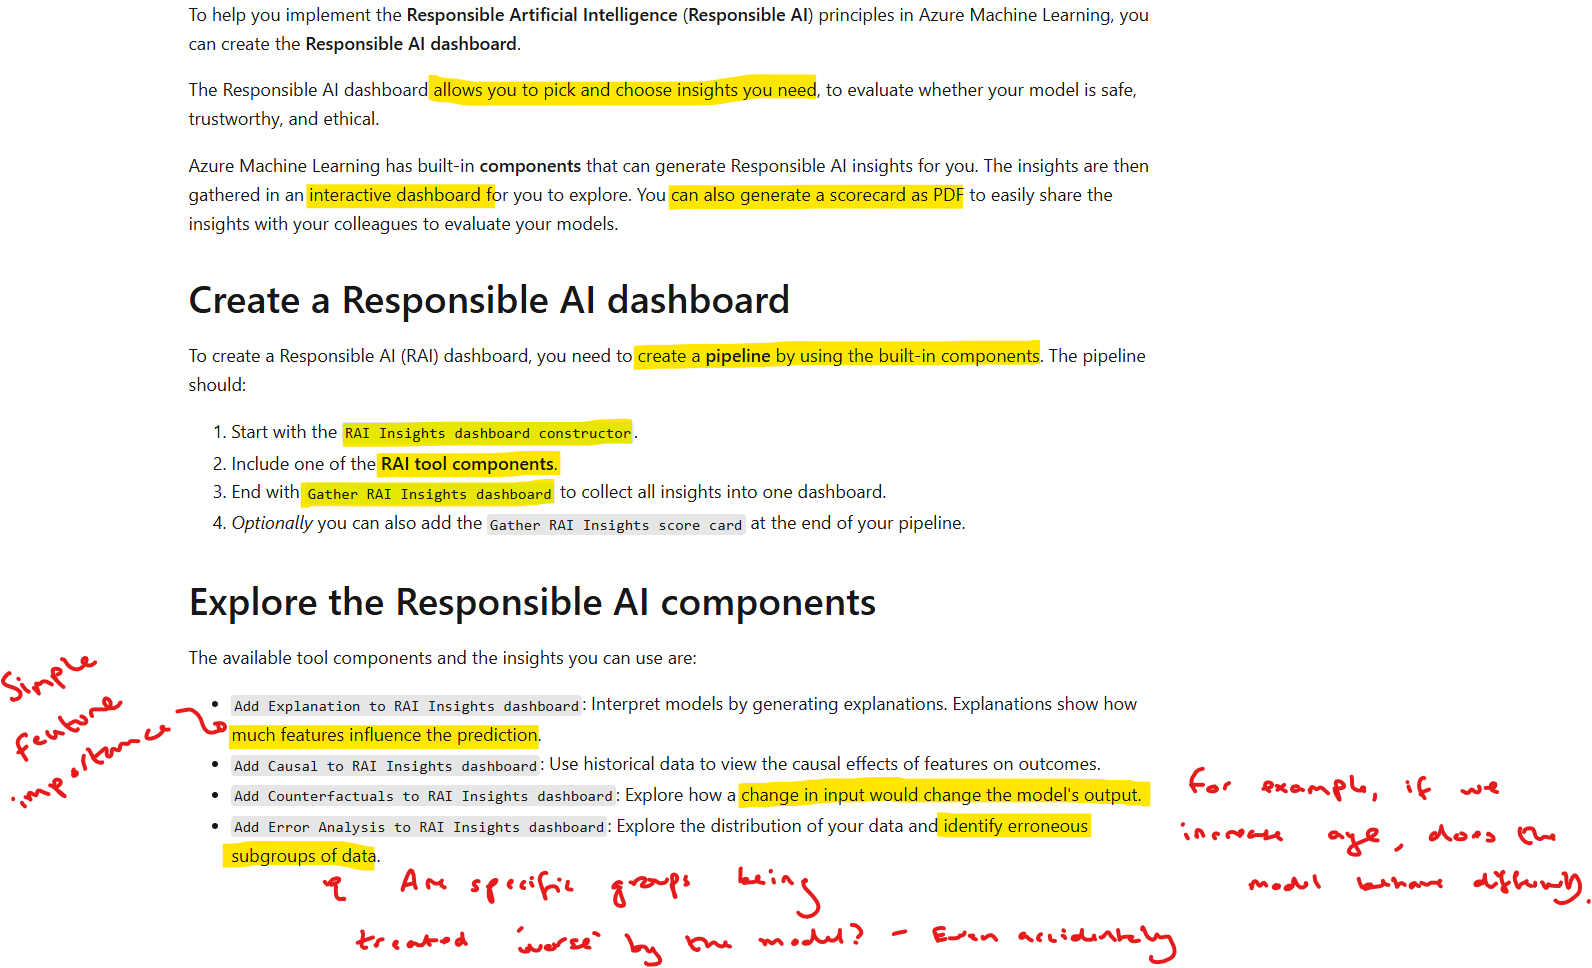 To help you implement the Responsible Artificial Intelligence (Responsible AI) principles in Azure Machine Learning, you
can create the Responsible AI dashboard.
The Responsible AI dashboard allows you to pick and choose insights you need, to evaluate whether your model is safe,
trustworthy, and ethical.
Azure Machine Learning has built-in components that can generate Responsible AI insights for you. The insights are then
gathered in an interactive dashboard for you to explore. You can also generate a scorecard as PDF to easily share the
insights with your colleagues to evaluate your models.
Create a Responsible AI dashboard
To create a Responsible AI (RAI) dashboard, you need to create a pipeline by using the built-in components. The pipeline
should:
1. Start with the RAI Insights dashboard constructor.
2. Include one of the RAI tool components.
3. End with Gather RAI Insights dashboard to collect all insights into one dashboard.
4. Optionally you can also add the Gather RAI Insights score card at the end of your pipeline.
Explore the Responsible AI components
The available tool components and the insights you can use are:
Simple
feature
importance
• Add Explanation to RAI Insights dashboard: Interpret models by generating explanations. Explanations show how
much features influence the prediction.
• Add Causal to RAI Insights dashboard: Use historical data to view the causal effects of features on outcomes.
• Add Counterfactuals to RAI Insights dashboard: Explore how a change in input would change the model's output.
• Add Error Analysis to RAI Insights dashboard: Explore the distribution of your data and identify erroneous
subgroups of data.
For example, if we
increase age, does the
model behave differently.
Are specific groups being
treated 'worse' by the model? - Even accidentely